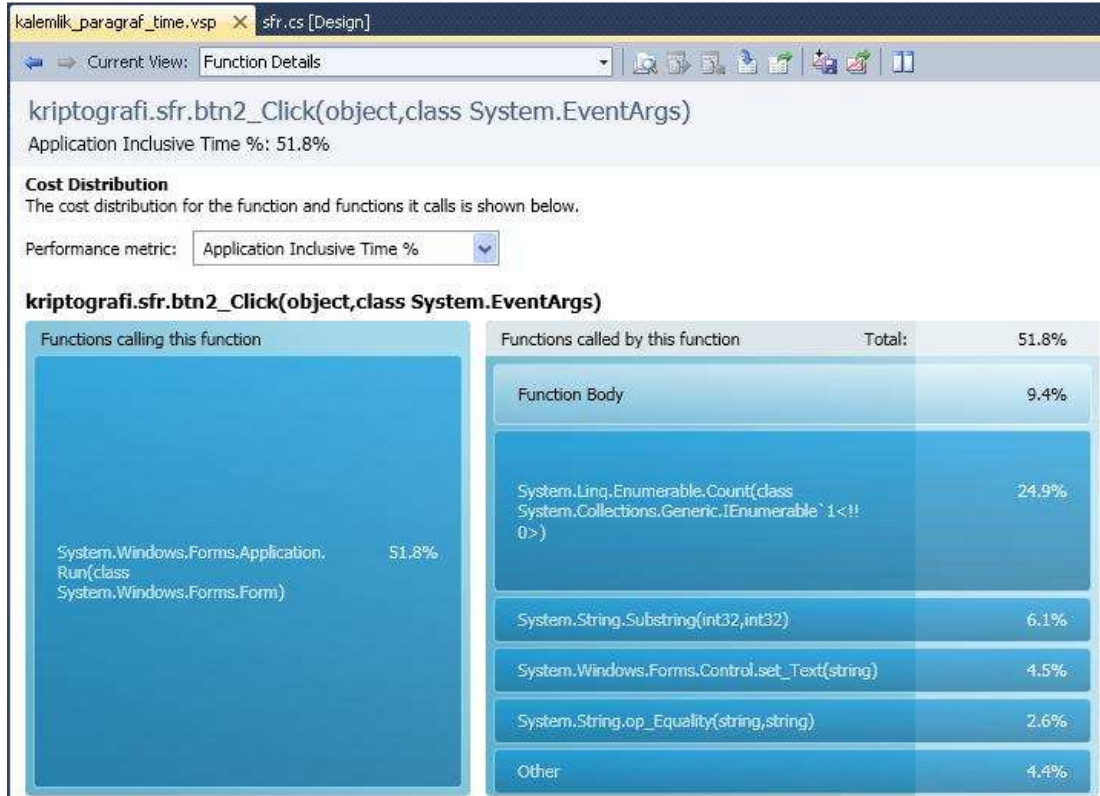 kalemlik_paragraf_time.vsp sfr.cs [Design]
Current View: Function Details
kriptografi.sfr.btn2_Click(object,class System.EventArgs)
Application Inclusive Time %: 51.8%
Cost Distribution
The cost distribution for the function and functions it calls is shown below.
Performance metric: Application Inclusive Time %
kriptografi.sfr.btn2_Click(object,class System.EventArgs)
Functions calling this function
System.Windows.Forms.Application. 51.8%
Run(class
System.Windows.Forms.Form)
Functions called by this function Total: 51.8%
Function Body 9.4%
System.Linq.Enumerable.Count(class 24.9%
System.Collections.Generic.IEnumerable`1<!!
0>)
System.String.Substring(int32,int32) 6.1%
System.Windows.Forms.Control.set_Text(string) 4.5%
System.String.op_Equality(string,string) 2.6%
Other 4.4%